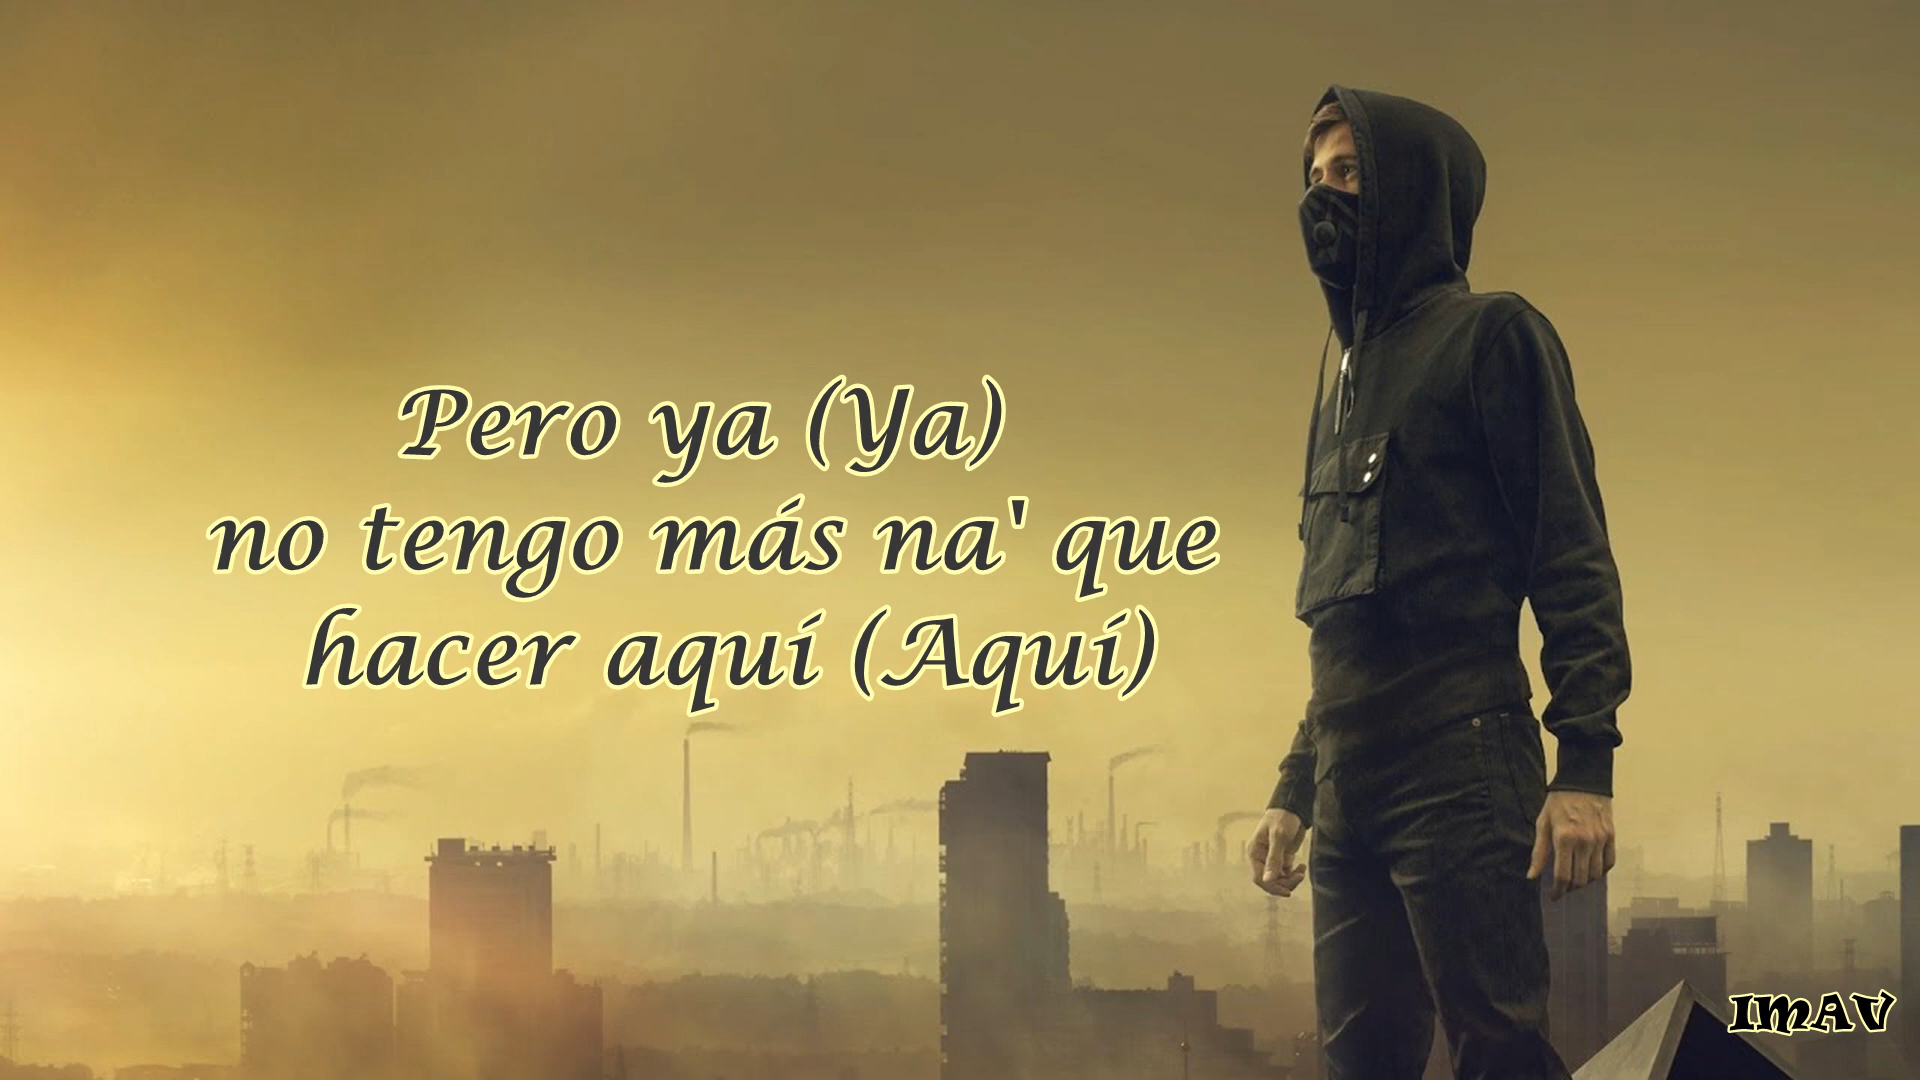 Pero ya (Ya)
no tengo más na' que
hacer aquí (Aquí)
IMAV